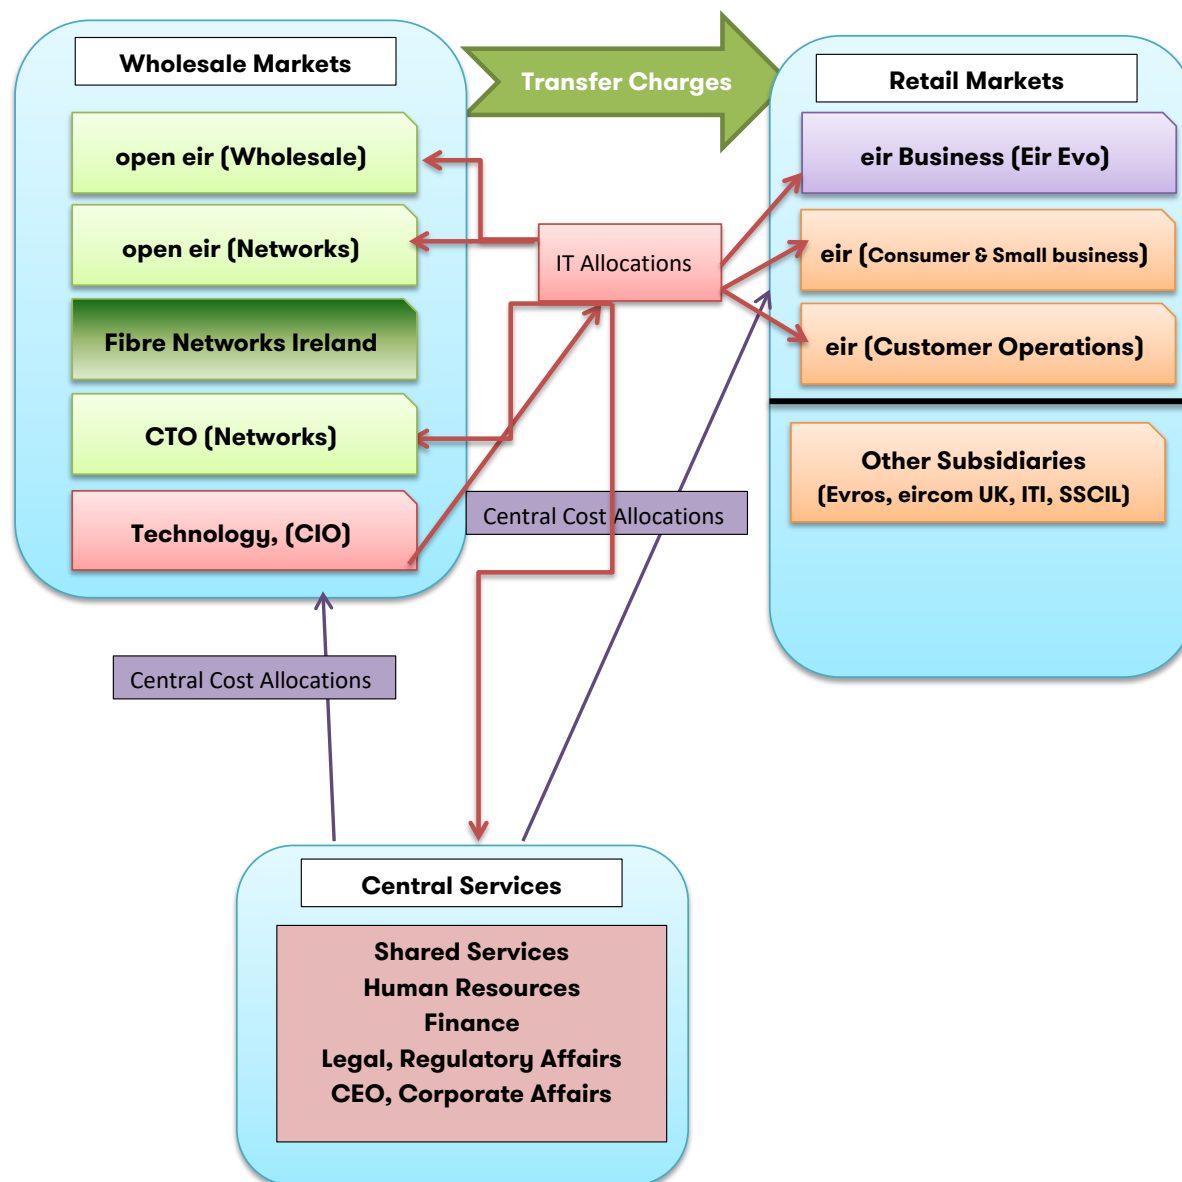 Wholesale Markets
open eir (Wholesale)
open eir (Networks)
Fibre Networks Ireland
CTO (Networks)
Technology, (CIO)
Transfer Charges
IT Allocations
Retail Markets
eir Business (Eir Evo)
eir (Consumer & Small business)
eir (Customer Operations)
Other Subsidiaries
(Evros, eircom UK, ITI, SSCIL)
Central Cost Allocations
Central Cost Allocations
Central Services
Shared Services
Human Resources
Finance
Legal, Regulatory Affairs
CEO, Corporate Affairs